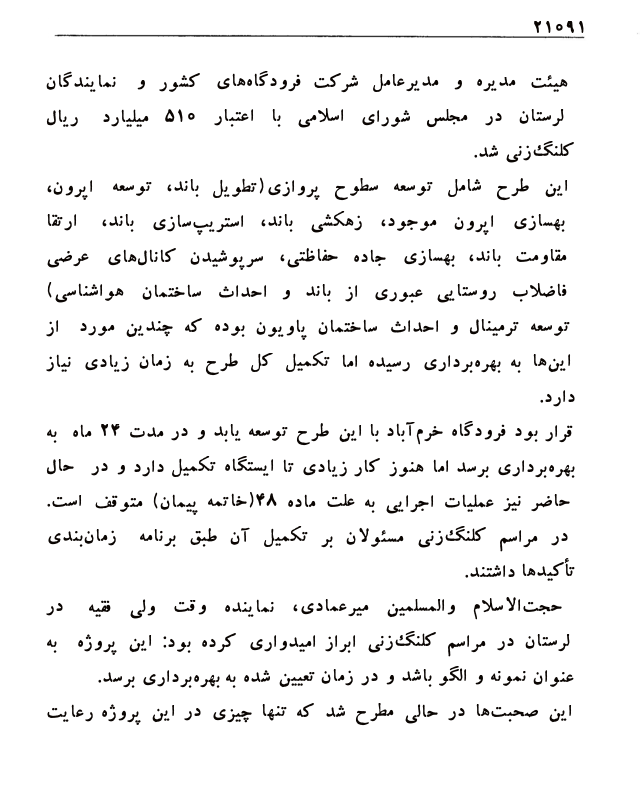 ۲۱۰۹۱
هیئت مدیره و مدیرعامل شرکت فرودگاه‌های کشور و نمایندگان
لرستان در مجلس شورای اسلامی با اعتبار ۵۱۰ میلیارد ریال
کلنگ‌زنی شد.
این طرح شامل توسعه سطوح پروازی(تطویل باند، توسعه اپرون،
بهسازی اپرون موجود، زهکشی باند، استریپ‌سازی باند، ارتقا
مقاومت باند، بهسازی جاده حفاظتی، سرپوشیدن کانال‌های عرضی
فاضلاب روستایی عبوری از باند و احداث ساختمان هواشناسی)
توسعه ترمینال و احداث ساختمان پاویون بوده که چندین مورد از
این‌ها به بهره‌برداری رسیده اما تکمیل کل طرح به زمان زیادی نیاز
دارد.
قرار بود فرودگاه خرم‌آباد با این طرح توسعه یابد و در مدت ۲۴ ماه به
بهره‌برداری برسد اما هنوز کار زیادی تا ایستگاه تکمیل دارد و در حال
حاضر نیز عملیات اجرایی به علت ماده ۴۸(خاتمه پیمان) متوقف است.
در مراسم کلنگ‌زنی مسئولان بر تکمیل آن طبق برنامه زمان‌بندی
تأکیدها داشتند.
حجت‌الاسلام والمسلمین میرعمادی، نماینده وقت ولی فقیه در
لرستان در مراسم کلنگ‌زنی ابراز امیدواری کرده بود: این پروژه به
عنوان نمونه و الگو باشد و در زمان تعیین شده به بهره‌برداری برسد.
این صحبت‌ها در حالی مطرح شد که تنها چیزی در این پروژه رعایت